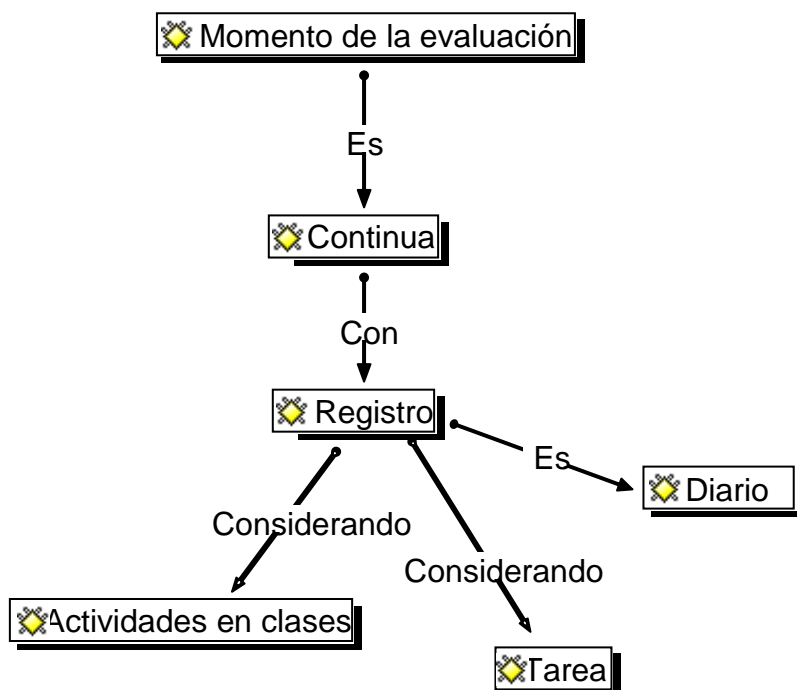 Momento de la evaluación
Es
Continua
Con
Registro
Es
Diario
Considerando
Considerando
Actividades en clases
Tarea